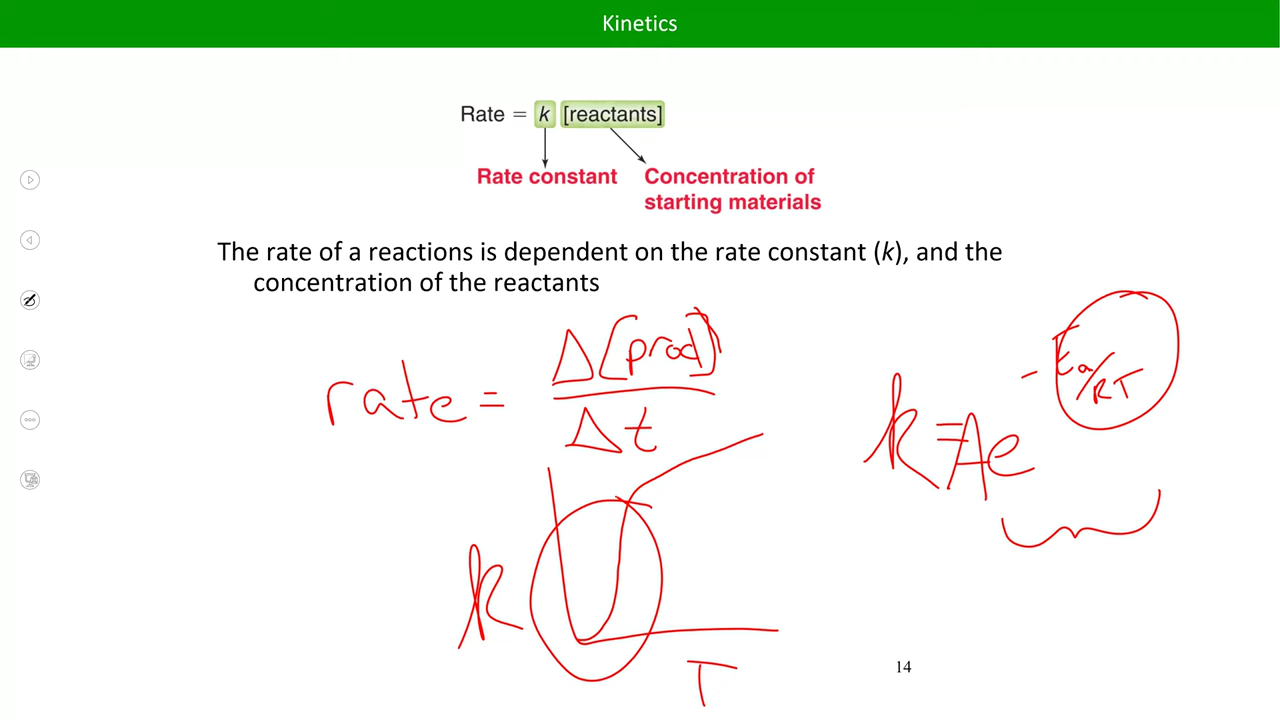 Kinetics
Rate = k [reactants]
Rate constant
Concentration of
starting materials
The rate of a reactions is dependent on the rate constant (k), and the
concentration of the reactants
rate = Δ[prod]
Δt
k = Ae
-Ea/RT
k
T
14